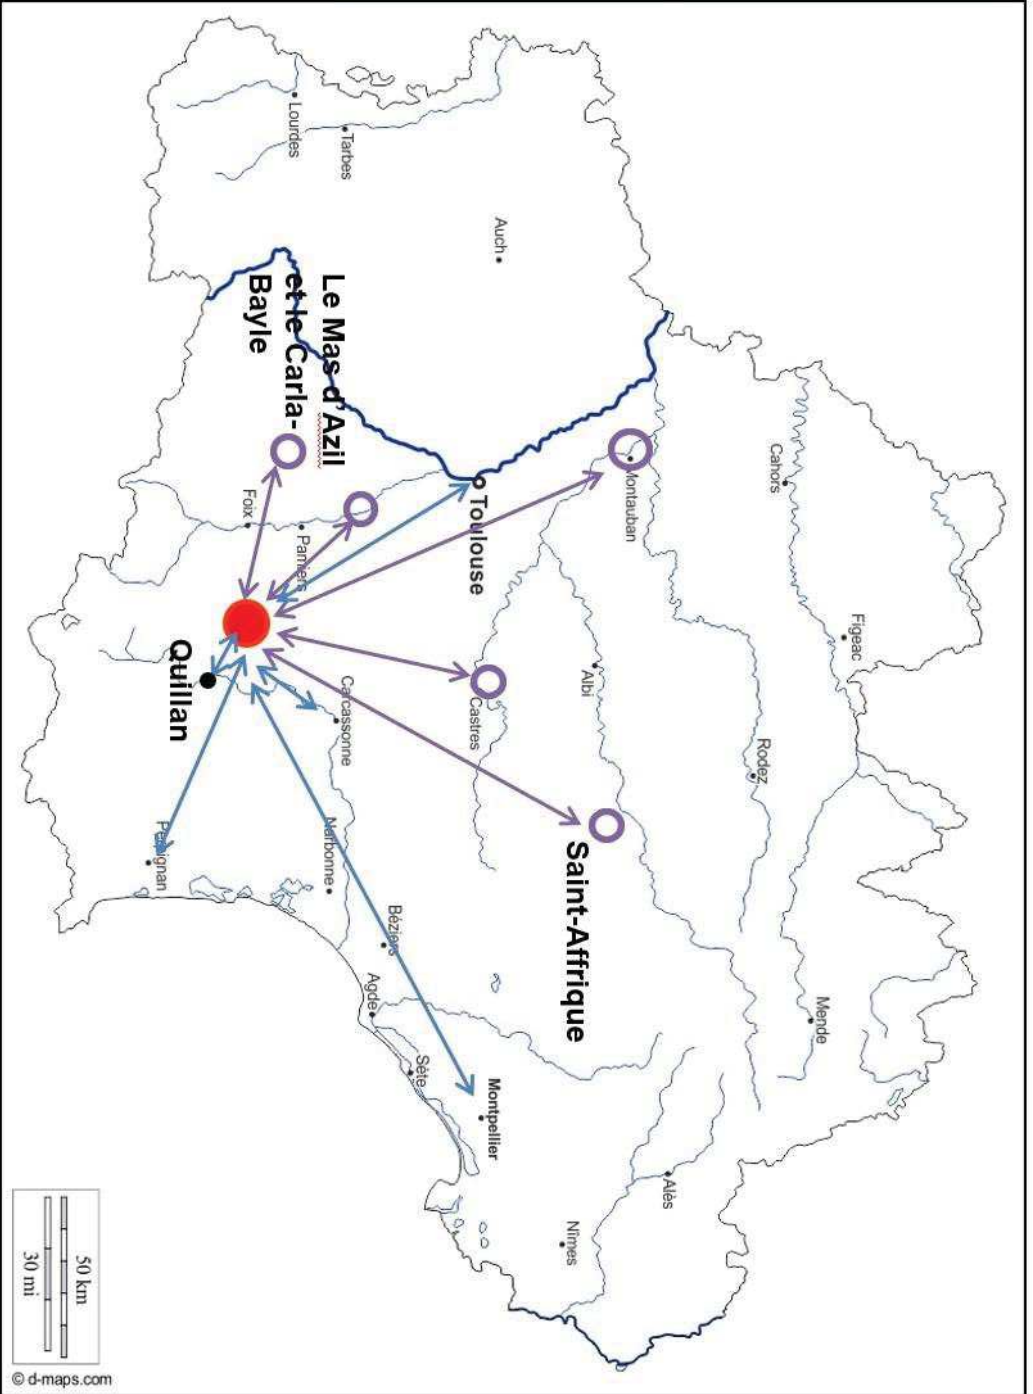 Figeac
Mende
Cahors
Rodez
Alès
Montauban
Albi
Saint-Affrique
Nîmes
Auch
Montpellier
Toulouse
Castres
Sète
Béziers
Agde
Tarbes
Carcassonne
Le Mas d'Azil
et le Carla-
Bayle
Narbonne
Pamiers
Lourdes
Foix
Quillan
Perpignan
50 km
30 mi
© d-maps.com